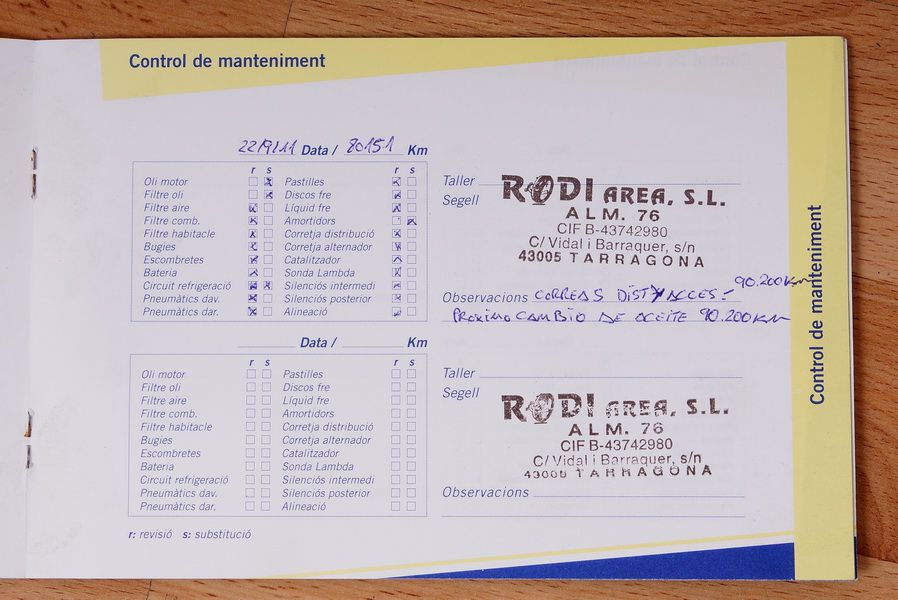 Control de manteniment
22/9/11 Data / 80151 Km
r s r s
Oli motor Pastilles
Filtre oli Discos fre
Filtre aire Líquid fre
Filtre comb. Amortidors
Filtre habitacle Corretja distribució
Bugies Corretja alternador
Escombretes Catalitzador
Bateria Sonda Lambda
Circuit refrigeració Silenciós intermedi
Pneumàtics dav. Silenciós posterior
Pneumàtics dar. Alineació
Taller
Segell
RODI AREA, S.L.
ALM. 76
CIF B-43742980
C/ Vidal i Barraquer, s/n
43005 TARRAGONA
Observacions CORREAS DIST Y ACCES - 90.200 Km
PROXIMO CAMBIO DE ACEITE 90.200 Km
Data / Km
r s r s
Oli motor Pastilles
Filtre oli Discos fre
Filtre aire Líquid fre
Filtre comb. Amortidors
Filtre habitacle Corretja distribució
Bugies Corretja alternador
Escombretes Catalitzador
Bateria Sonda Lambda
Circuit refrigeració Silenciós intermedi
Pneumàtics dav. Silenciós posterior
Pneumàtics dar. Alineació
Taller
Segell
RODI AREA, S.L.
ALM. 76
CIF B-43742980
C/ Vidal i Barraquer, s/n
43005 TARRAGONA
Observacions
r: revisió s: substitució
Control de manteniment